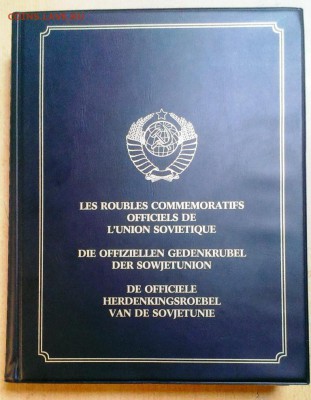 LES ROUBLES COMMEMORATIFS
OFFICIELS DE
L'UNION SOVIETIQUE
DIE OFFIZIELLEN GEDENKRUBEL
DER SOWJETUNION
DE OFFICIELE
HERDENKINGSROEBEL
VAN DE SOVJETUNIE